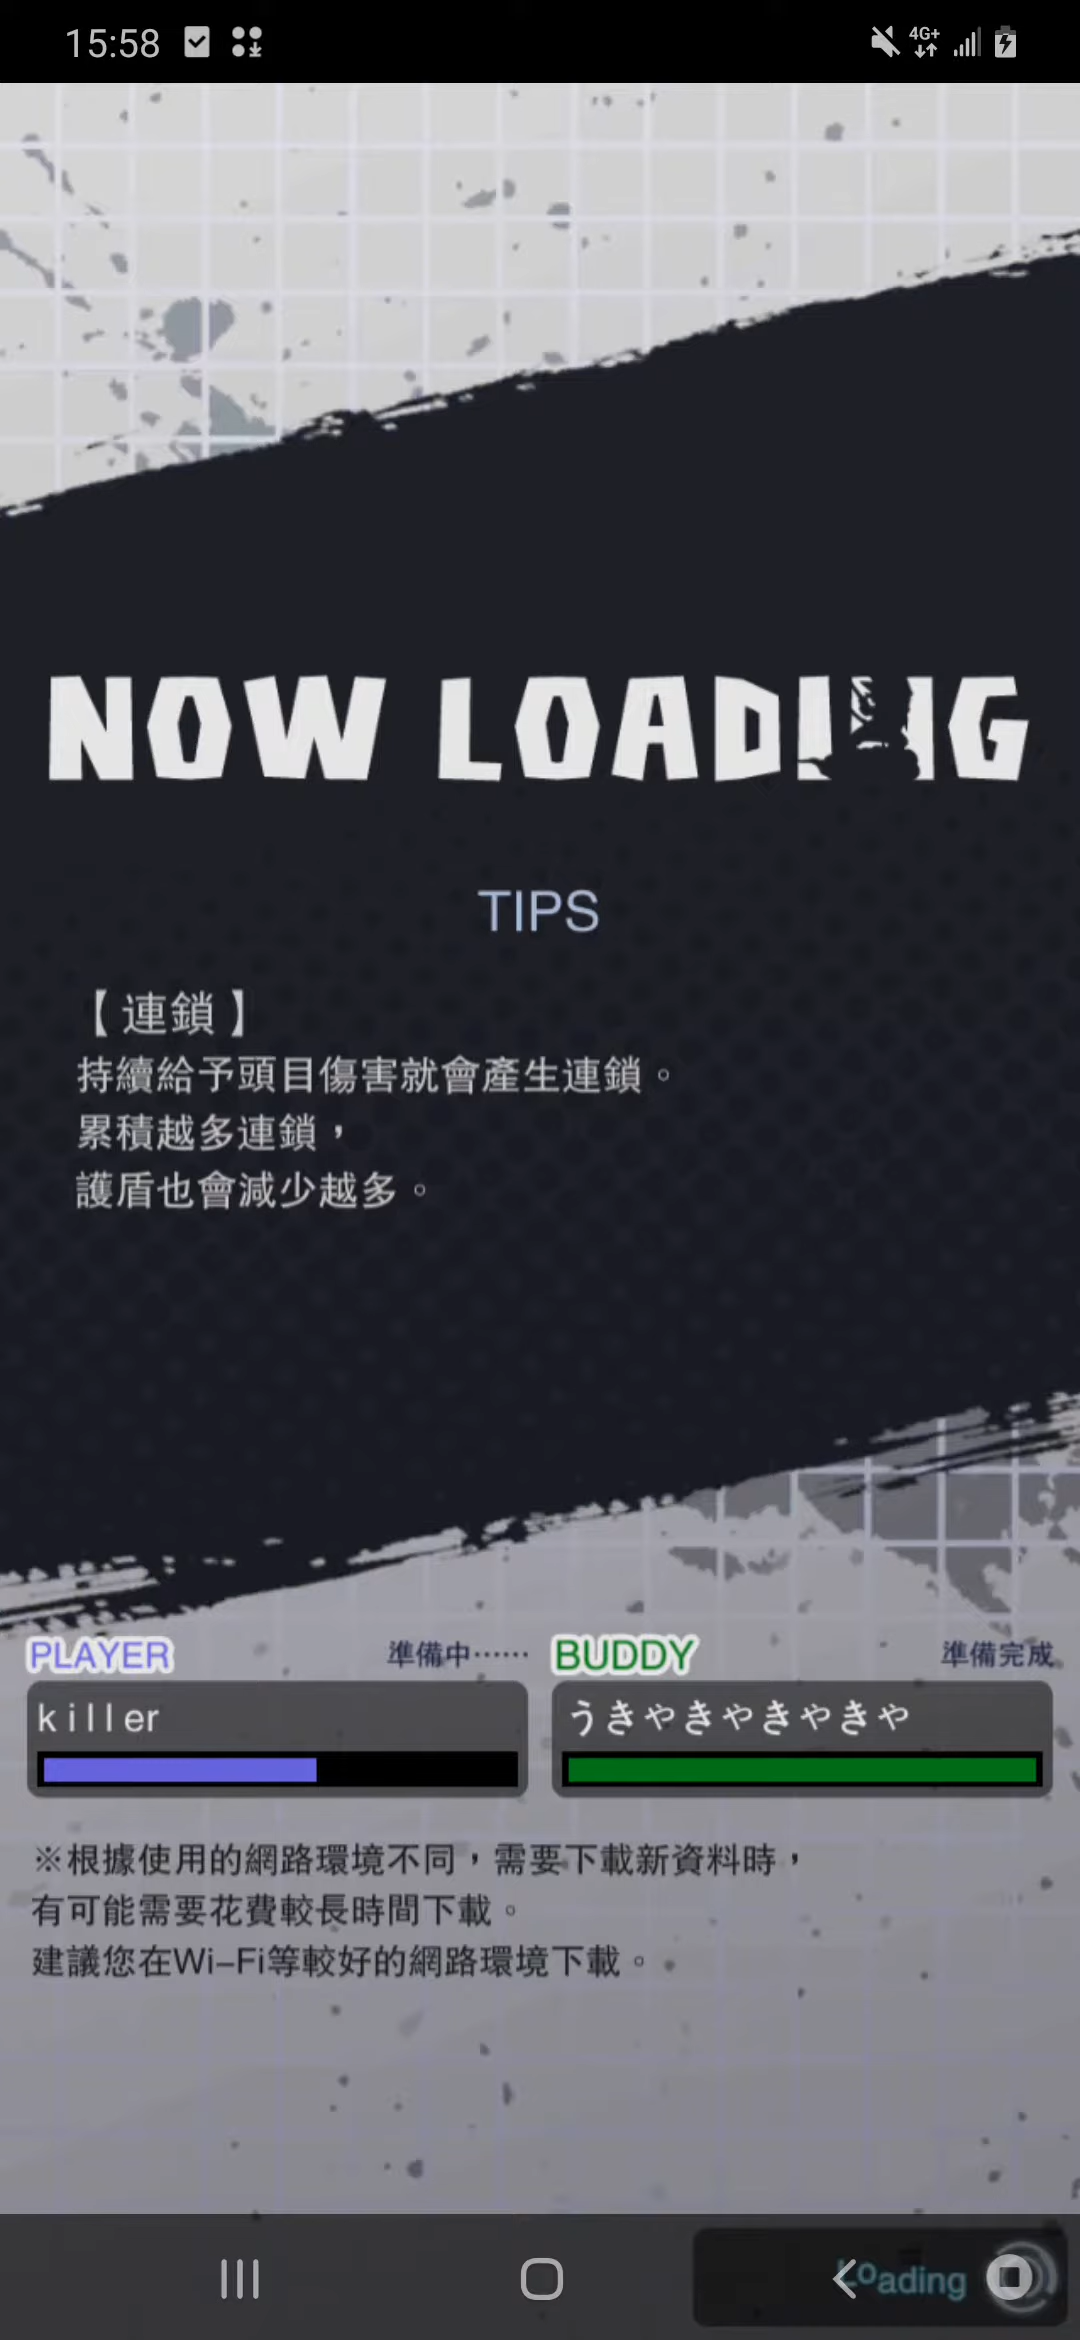 15:58
4G+
NOW LOADING
TIPS
【連鎖】
持續給予頭目傷害就會產生連鎖。
累積越多連鎖，
護盾也會減少越多。
PLAYER 準備中…… BUDDY 準備完成
killer うきゃきゃきゃきゃ
※根據使用的網路環境不同，需要下載新資料時，
有可能需要花費較長時間下載。
建議您在Wi-Fi等較好的網路環境下載。
Loading